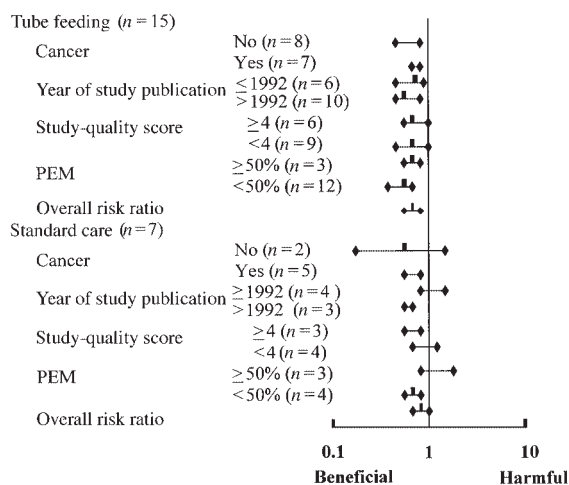 Tube feeding (n=15)
Cancer
No (n=8)
Yes (n=7)
Year of study publication
≤1992 (n=6)
>1992 (n=10)
Study-quality score
≥4 (n=6)
<4 (n=9)
PEM
≥50% (n=3)
<50% (n=12)
Overall risk ratio
Standard care (n=7)
Cancer
No (n=2)
Yes (n=5)
Year of study publication
≥1992 (n=4 )
>1992 (n=3)
Study-quality score
≥4 (n=3)
<4 (n=4)
PEM
≥50% (n=3)
<50% (n=4)
Overall risk ratio
0.1 1 10
Beneficial Harmful